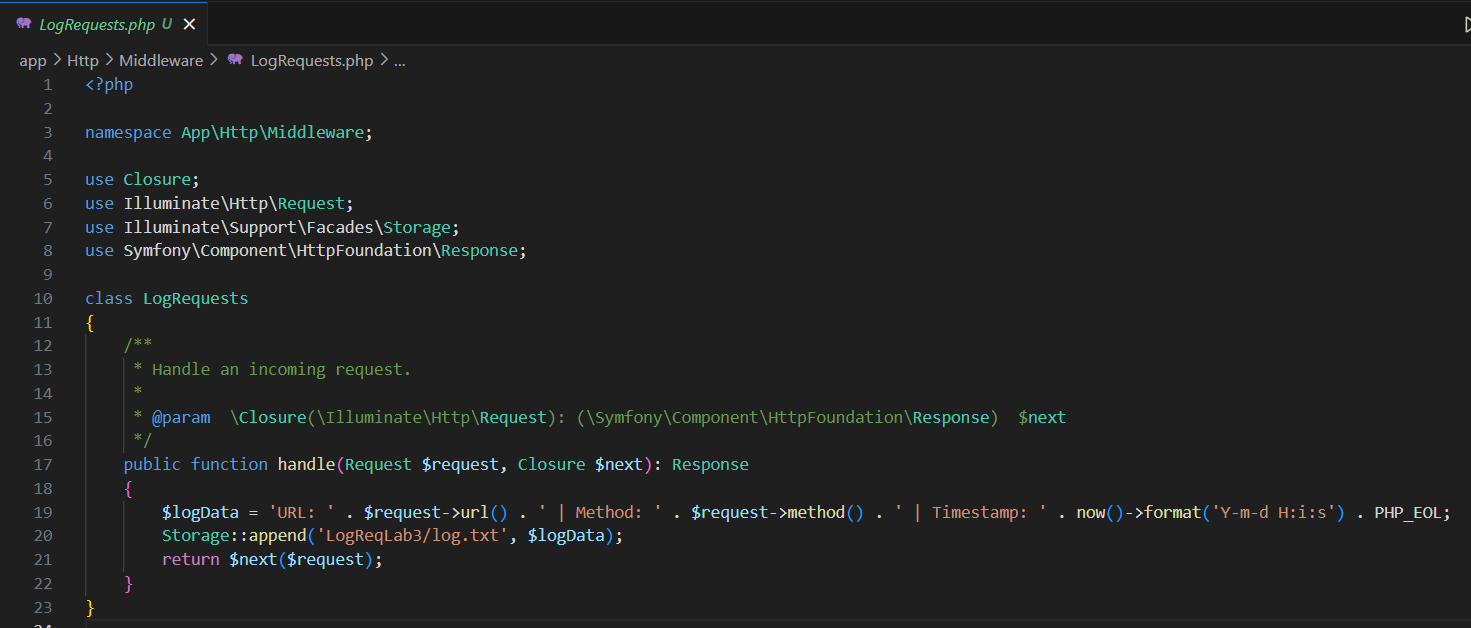 LogRequests.php U
app > Http > Middleware > LogRequests.php > ...
1 <?php
2
3 namespace App\Http\Middleware;
4
5 use Closure;
6 use Illuminate\Http\Request;
7 use Illuminate\Support\Facades\Storage;
8 use Symfony\Component\HttpFoundation\Response;
9
10 class LogRequests
11 {
12     /**
13      * Handle an incoming request.
14      *
15      * @param  \Closure(\Illuminate\Http\Request): (\Symfony\Component\HttpFoundation\Response)  $next
16      */
17     public function handle(Request $request, Closure $next): Response
18     {
19         $logData = 'URL: ' . $request->url() . ' | Method: ' . $request->method() . ' | Timestamp: ' . now()->format('Y-m-d H:i:s') . PHP_EOL;
20         Storage::append('LogReqLab3/log.txt', $logData);
21         return $next($request);
22     }
23 }
24